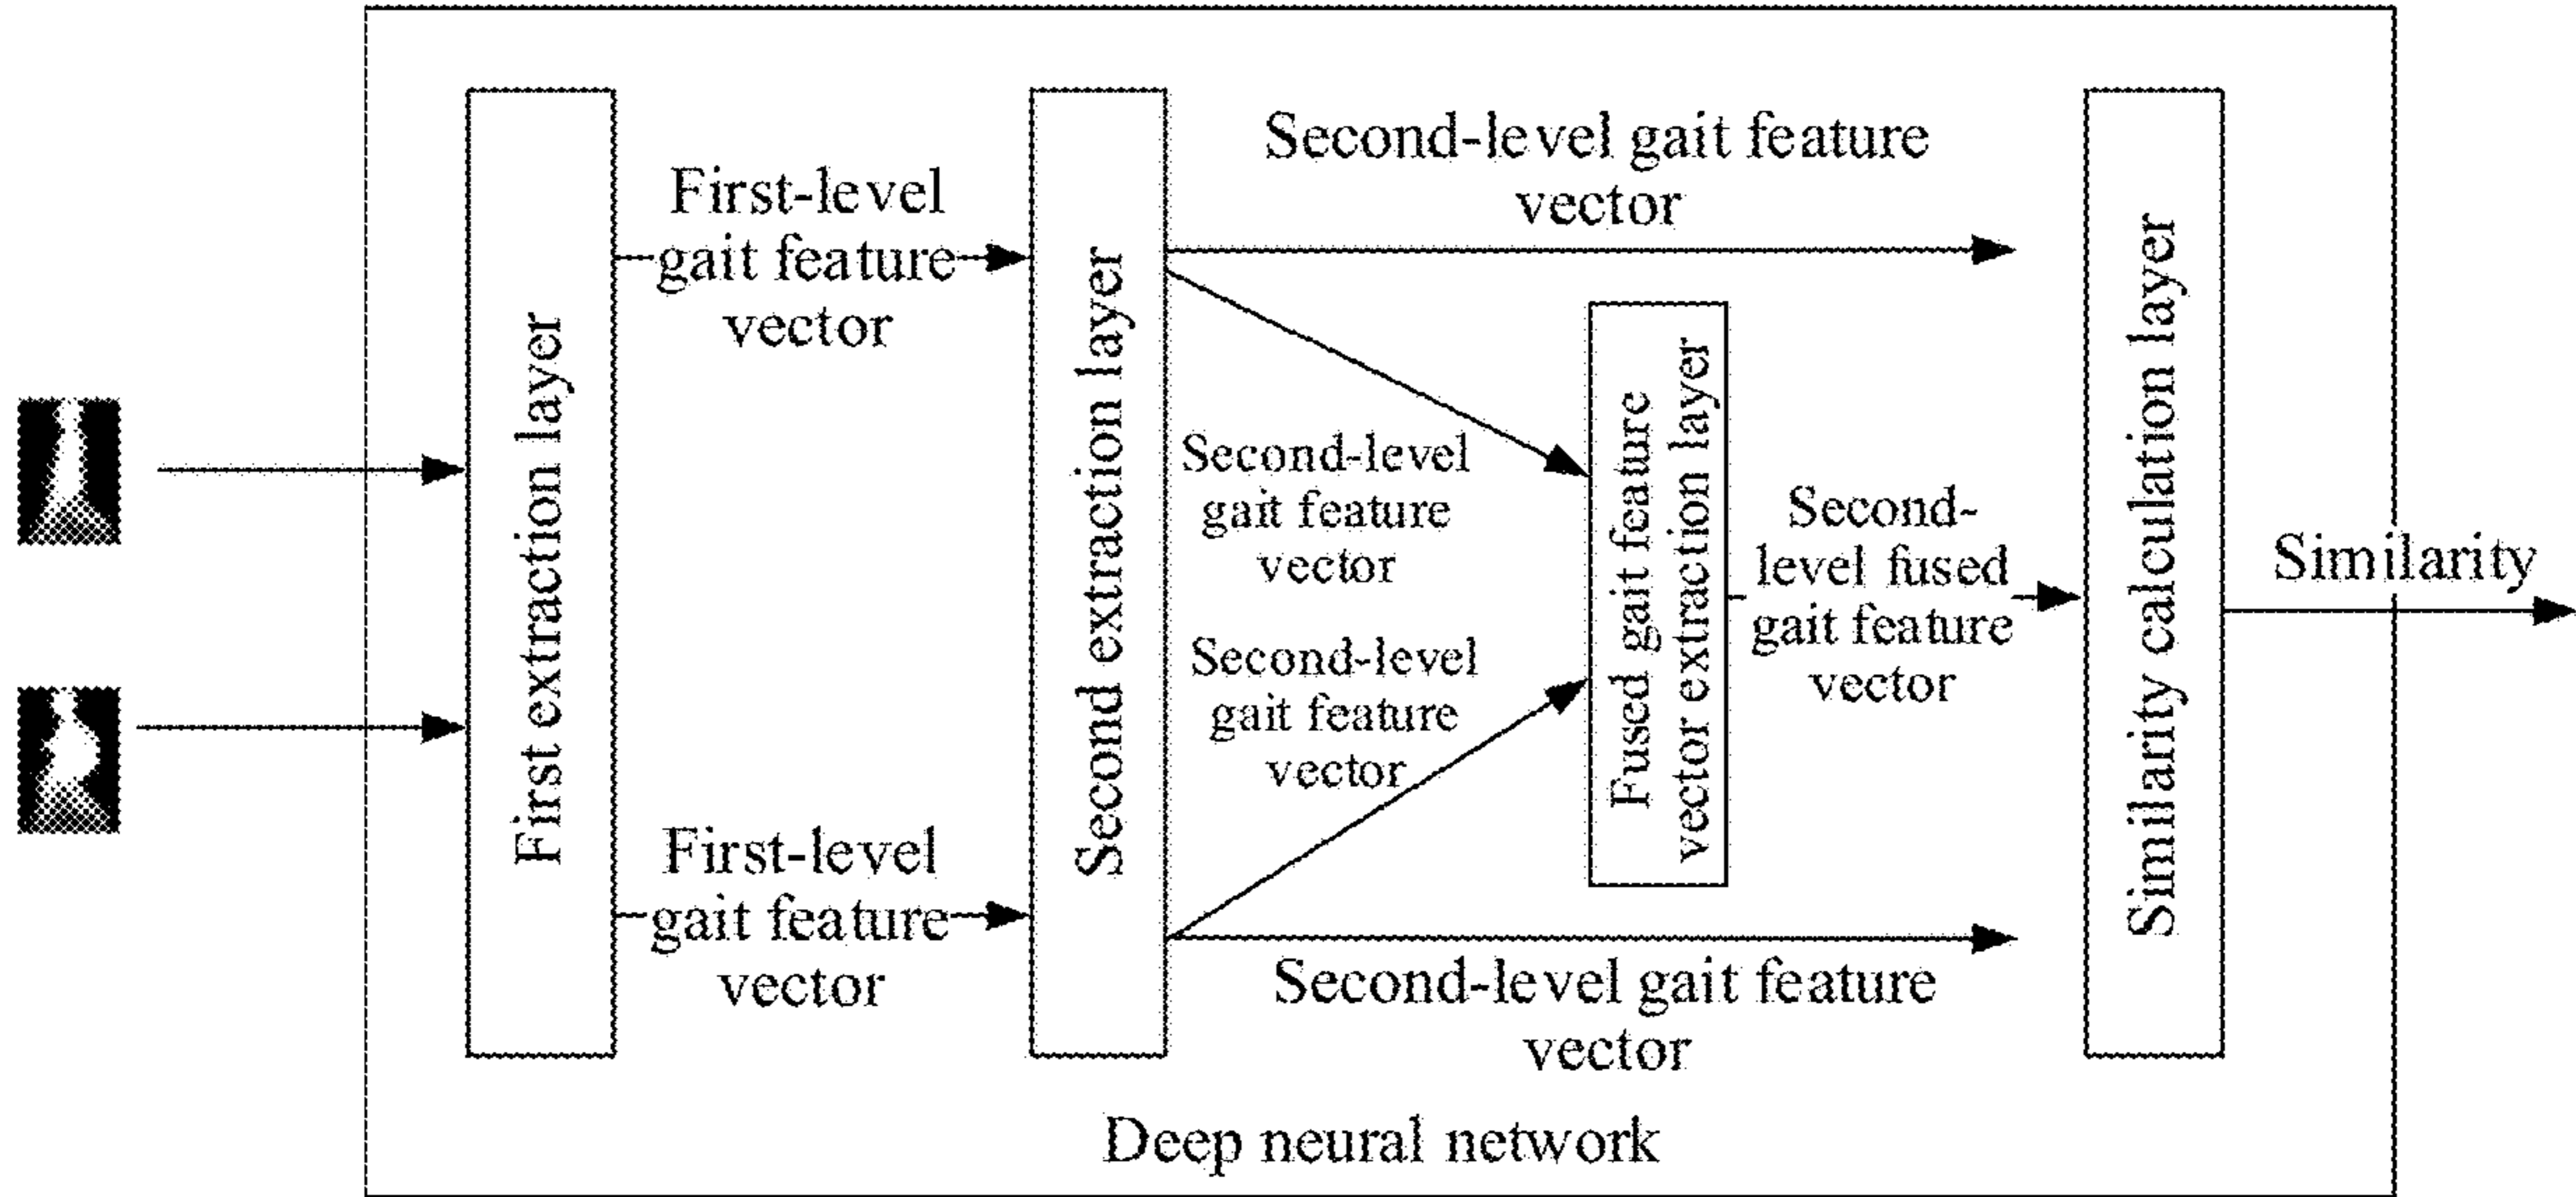 First extraction layer
First-level
gait feature
vector
First-level
gait feature
vector
Second extraction layer
Second-level gait feature
vector
Second-level
gait feature
vector
Second-level
gait feature
vector
Second-level gait feature
vector
Fused gait feature
vector extraction layer
Second-
level fused
gait feature
vector
Similarity calculation layer
Similarity
Deep neural network